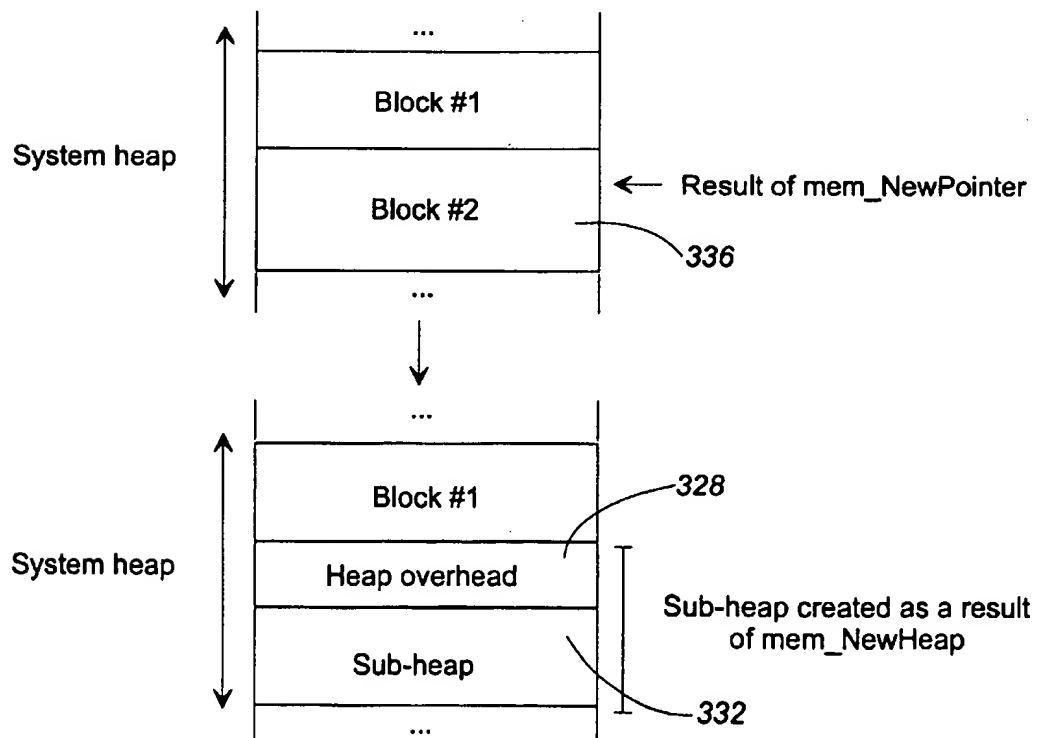 ...
Block #1
System heap
Result of mem_NewPointer
Block #2
336
...
...
Block #1
328
System heap
Heap overhead
Sub-heap created as a result
of mem_NewHeap
Sub-heap
332
...